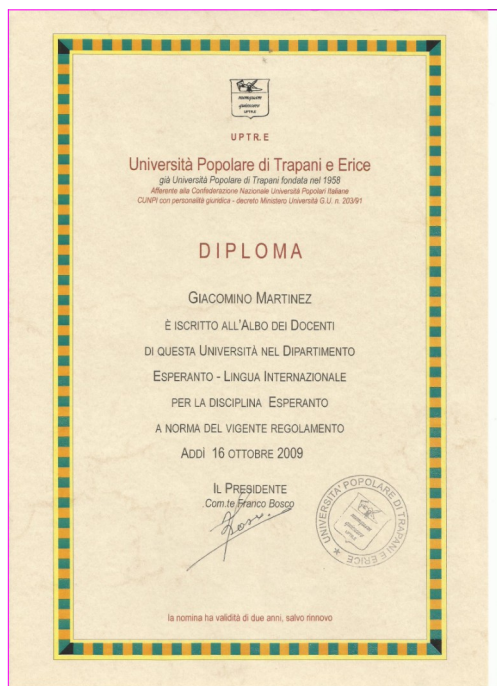 numquam
quiescere
UPTR.E
UPTR.E
Università Popolare di Trapani e Erice
già Università Popolare di Trapani fondata nel 1958
Afferente alla Confederazione Nazionale Università Popolari Italiane
CUNPI con personalità giuridica - decreto Ministero Università G.U. n. 203/91
DIPLOMA
GIACOMINO MARTINEZ
È ISCRITTO ALL'ALBO DEI DOCENTI
DI QUESTA UNIVERSITÀ NEL DIPARTIMENTO
ESPERANTO - LINGUA INTERNAZIONALE
PER LA DISCIPLINA ESPERANTO
A NORMA DEL VIGENTE REGOLAMENTO
ADDÌ 16 OTTOBRE 2009
IL PRESIDENTE
Com.te Franco Bosco
UNIVERSITA' POPOLARE DI TRAPANI E ERICE
la nomina ha validità di due anni, salvo rinnovo